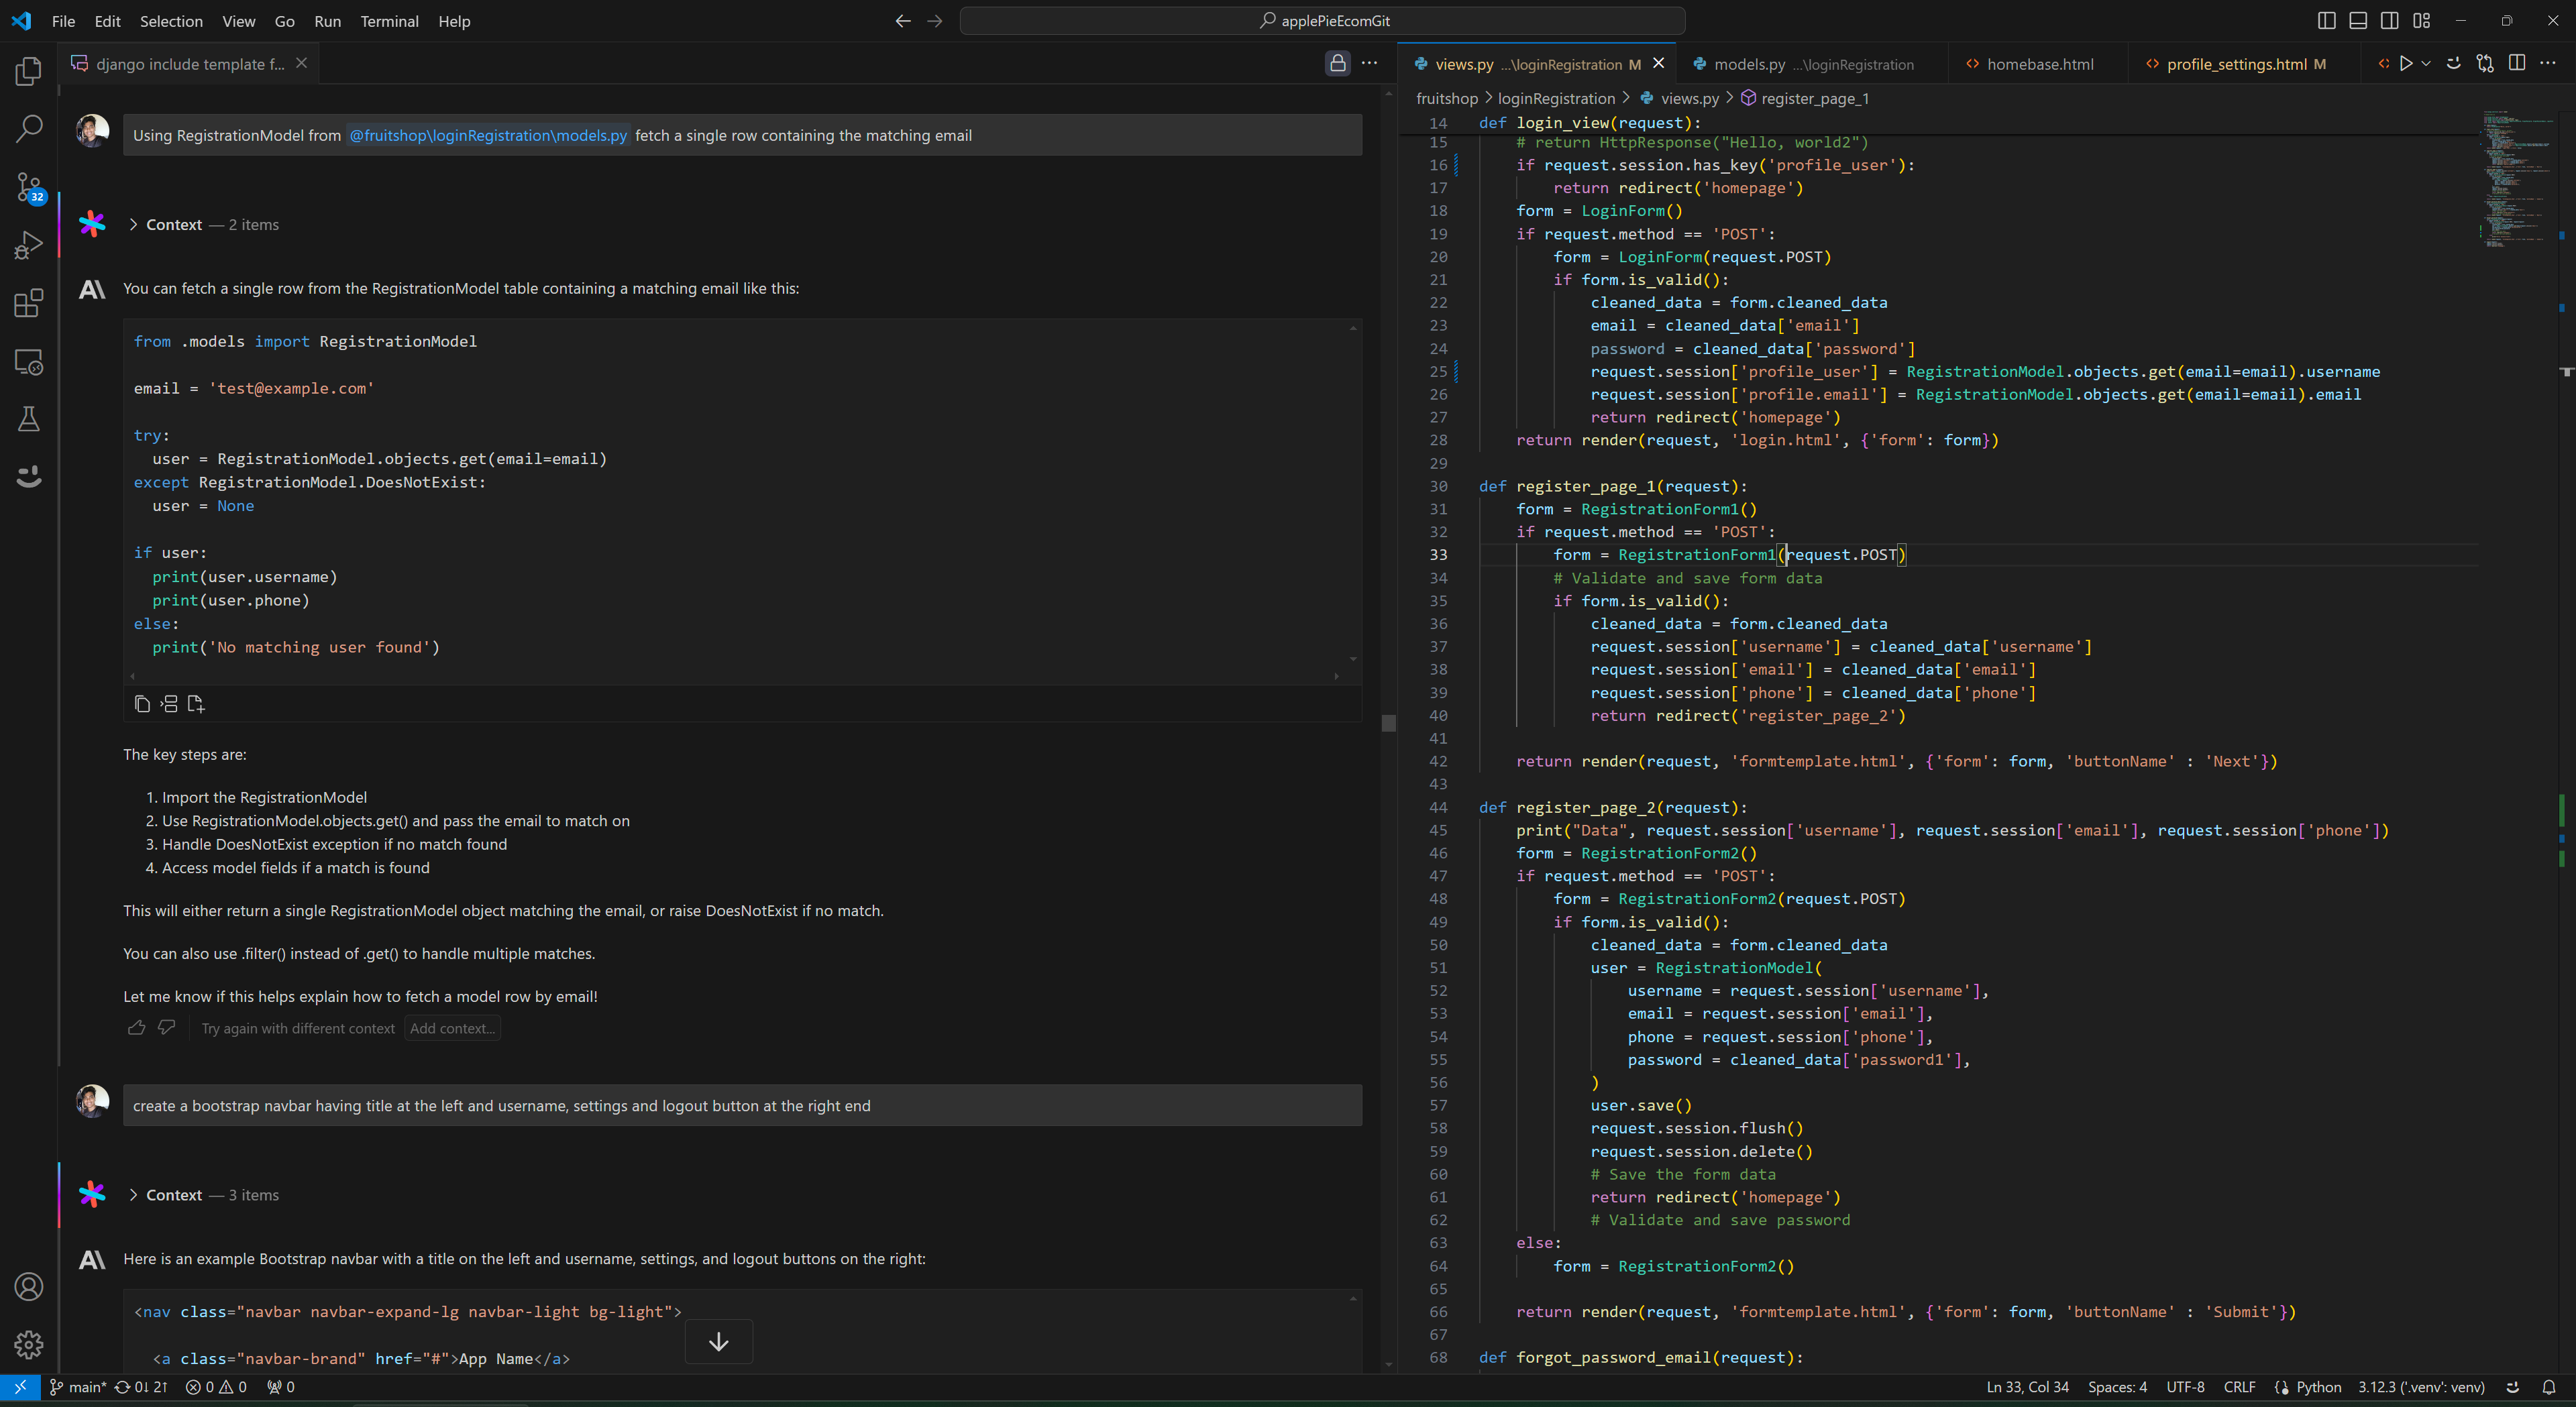 File Edit Selection View Go Run Terminal Help
applePieEcomGit
django include template f...
Using RegistrationModel from @fruitshop\loginRegistration\models.py fetch a single row containing the matching email
32
Context — 2 items
You can fetch a single row from the RegistrationModel table containing a matching email like this:
from .models import RegistrationModel
email = 'test@example.com'
try:
  user = RegistrationModel.objects.get(email=email)
except RegistrationModel.DoesNotExist:
  user = None
if user:
  print(user.username)
  print(user.phone)
else:
  print('No matching user found')
The key steps are:
1. Import the RegistrationModel
2. Use RegistrationModel.objects.get() and pass the email to match on
3. Handle DoesNotExist exception if no match found
4. Access model fields if a match is found
This will either return a single RegistrationModel object matching the email, or raise DoesNotExist if no match.
You can also use .filter() instead of .get() to handle multiple matches.
Let me know if this helps explain how to fetch a model row by email!
Try again with different context Add context...
create a bootstrap navbar having title at the left and username, settings and logout button at the right end
Context — 3 items
Here is an example Bootstrap navbar with a title on the left and username, settings, and logout buttons on the right:
<nav class="navbar navbar-expand-lg navbar-light bg-light">
  <a class="navbar-brand" href="#">App Name</a>
views.py ...\loginRegistration M models.py ...\loginRegistration homebase.html profile_settings.html M
fruitshop > loginRegistration > views.py > register_page_1
14 def login_view(request):
15     # return HttpResponse("Hello, world2")
16     if request.session.has_key('profile_user'):
17         return redirect('homepage')
18     form = LoginForm()
19     if request.method == 'POST':
20         form = LoginForm(request.POST)
21         if form.is_valid():
22             cleaned_data = form.cleaned_data
23             email = cleaned_data['email']
24             password = cleaned_data['password']
25             request.session['profile_user'] = RegistrationModel.objects.get(email=email).username
26             request.session['profile.email'] = RegistrationModel.objects.get(email=email).email
27             return redirect('homepage')
28     return render(request, 'login.html', {'form': form})
29
30 def register_page_1(request):
31     form = RegistrationForm1()
32     if request.method == 'POST':
33         form = RegistrationForm1(request.POST)
34         # Validate and save form data
35         if form.is_valid():
36             cleaned_data = form.cleaned_data
37             request.session['username'] = cleaned_data['username']
38             request.session['email'] = cleaned_data['email']
39             request.session['phone'] = cleaned_data['phone']
40             return redirect('register_page_2')
41
42     return render(request, 'formtemplate.html', {'form': form, 'buttonName' : 'Next'})
43
44 def register_page_2(request):
45     print("Data", request.session['username'], request.session['email'], request.session['phone'])
46     form = RegistrationForm2()
47     if request.method == 'POST':
48         form = RegistrationForm2(request.POST)
49         if form.is_valid():
50             cleaned_data = form.cleaned_data
51             user = RegistrationModel(
52                 username = request.session['username'],
53                 email = request.session['email'],
54                 phone = request.session['phone'],
55                 password = cleaned_data['password1'],
56             )
57             user.save()
58             request.session.flush()
59             request.session.delete()
60             # Save the form data
61             return redirect('homepage')
62             # Validate and save password
63     else:
64         form = RegistrationForm2()
65
66     return render(request, 'formtemplate.html', {'form': form, 'buttonName' : 'Submit'})
67
68 def forgot_password_email(request):
main* 0↓ 2↑ 0 0 0
Ln 33, Col 34 Spaces: 4 UTF-8 CRLF Python 3.12.3 ('.venv': venv)